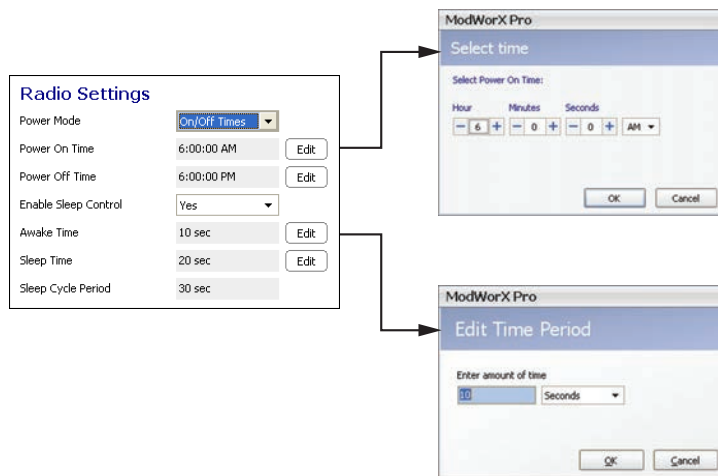 Radio Settings
Power Mode On/Off Times
Power On Time 6:00:00 AM Edit
Power Off Time 6:00:00 PM Edit
Enable Sleep Control Yes
Awake Time 10 sec Edit
Sleep Time 20 sec Edit
Sleep Cycle Period 30 sec
ModWorX Pro
Select time
Select Power On Time:
Hour Minutes Seconds
− 6 + − 0 + − 0 + AM
OK Cancel
ModWorX Pro
Edit Time Period
Enter amount of time
10 Seconds
OK Cancel